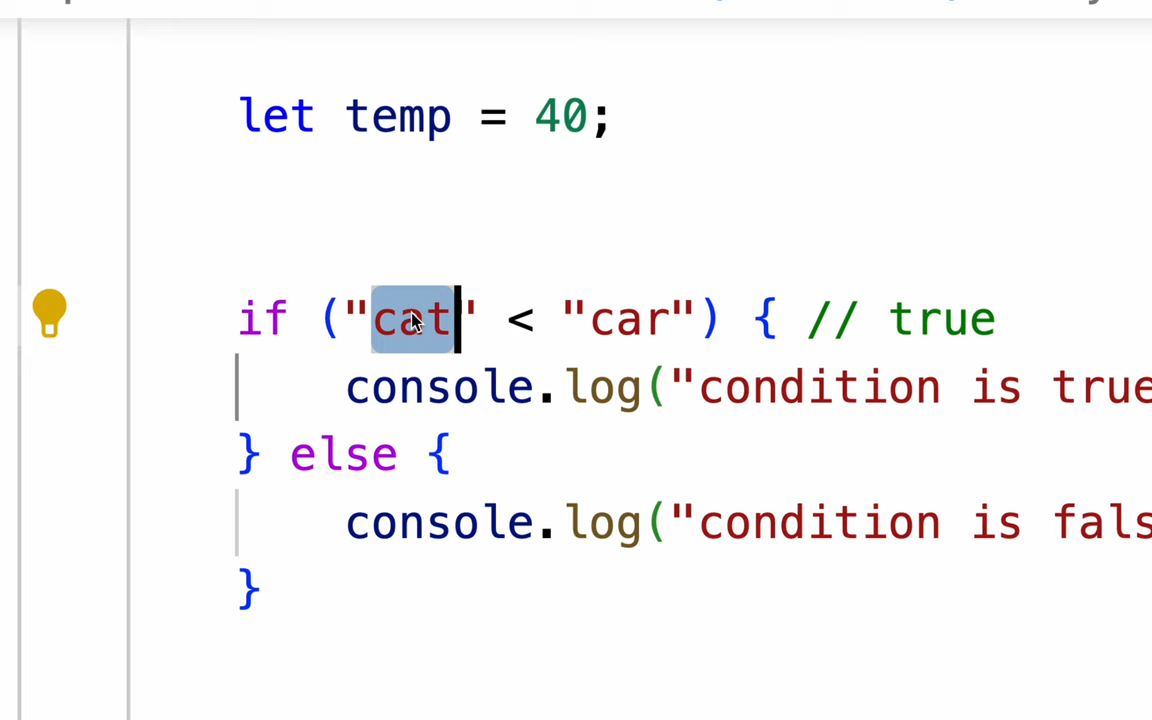 let temp = 40;
if ("cat" < "car") { // true
console.log("condition is true
} else {
console.log("condition is fals
}